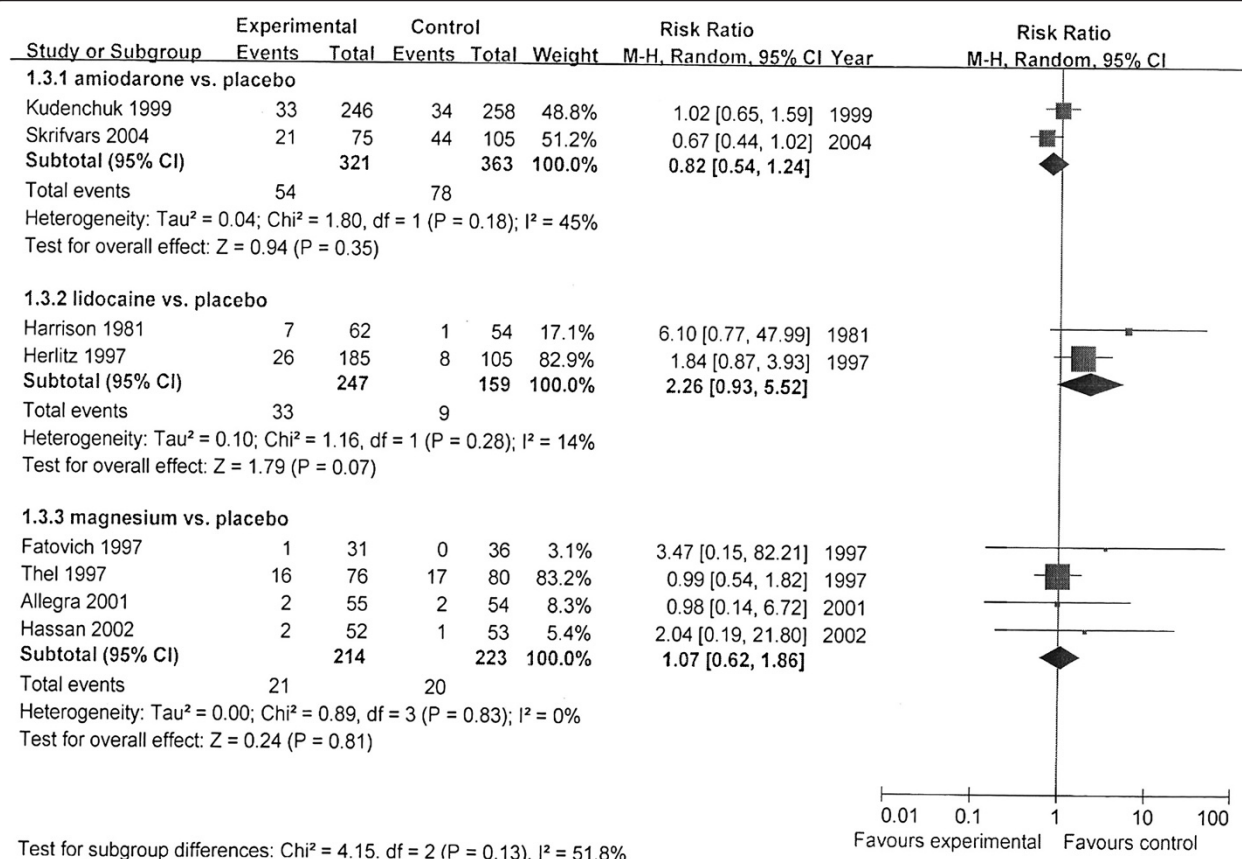 Experimental Control Risk Ratio Risk Ratio
Study or Subgroup Events Total Events Total Weight M-H, Random, 95% CI Year M-H, Random, 95% CI
1.3.1 amiodarone vs. placebo
Kudenchuk 1999 33 246 34 258 48.8% 1.02 [0.65, 1.59] 1999
Skrifvars 2004 21 75 44 105 51.2% 0.67 [0.44, 1.02] 2004
Subtotal (95% CI) 321 363 100.0% 0.82 [0.54, 1.24]
Total events 54 78
Heterogeneity: Tau² = 0.04; Chi² = 1.80, df = 1 (P = 0.18); I² = 45%
Test for overall effect: Z = 0.94 (P = 0.35)
1.3.2 lidocaine vs. placebo
Harrison 1981 7 62 1 54 17.1% 6.10 [0.77, 47.99] 1981
Herlitz 1997 26 185 8 105 82.9% 1.84 [0.87, 3.93] 1997
Subtotal (95% CI) 247 159 100.0% 2.26 [0.93, 5.52]
Total events 33 9
Heterogeneity: Tau² = 0.10; Chi² = 1.16, df = 1 (P = 0.28); I² = 14%
Test for overall effect: Z = 1.79 (P = 0.07)
1.3.3 magnesium vs. placebo
Fatovich 1997 1 31 0 36 3.1% 3.47 [0.15, 82.21] 1997
Thel 1997 16 76 17 80 83.2% 0.99 [0.54, 1.82] 1997
Allegra 2001 2 55 2 54 8.3% 0.98 [0.14, 6.72] 2001
Hassan 2002 2 52 1 53 5.4% 2.04 [0.19, 21.80] 2002
Subtotal (95% CI) 214 223 100.0% 1.07 [0.62, 1.86]
Total events 21 20
Heterogeneity: Tau² = 0.00; Chi² = 0.89, df = 3 (P = 0.83); I² = 0%
Test for overall effect: Z = 0.24 (P = 0.81)
0.01 0.1 1 10 100
Favours experimental Favours control
Test for subgroup differences: Chi² = 4.15, df = 2 (P = 0.13), I² = 51.8%